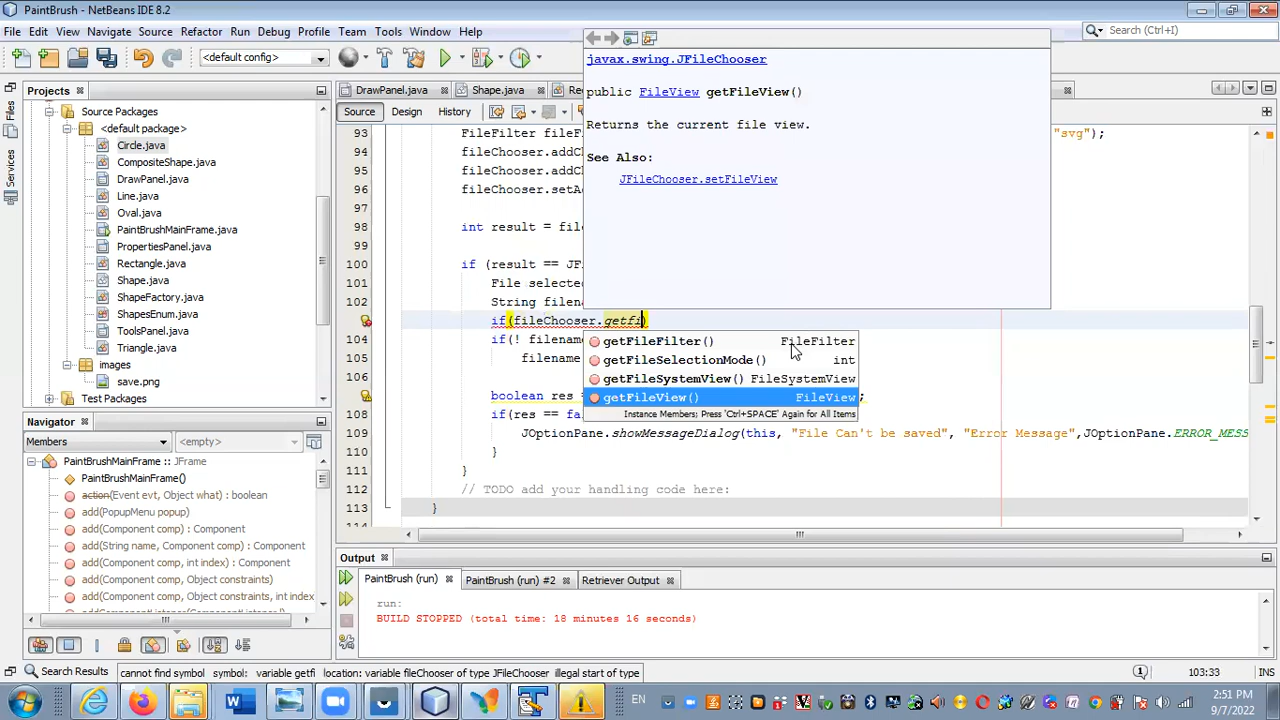 PaintBrush - NetBeans IDE 8.2
File Edit View Navigate Source Refactor Run Debug Profile Team Tools Window Help
Search (Ctrl+I)
<default config>
Projects
Files
Services
Source Packages
<default package>
Circle.java
CompositeShape.java
DrawPanel.java
Line.java
Oval.java
PaintBrushMainFrame.java
PropertiesPanel.java
Rectangle.java
Shape.java
ShapeFactory.java
ShapesEnum.java
ToolsPanel.java
Triangle.java
images
save.png
Test Packages
Navigator
Members
<empty>
PaintBrushMainFrame :: JFrame
PaintBrushMainFrame()
action(Event evt, Object what) : boolean
add(PopupMenu popup)
add(Component comp) : Component
add(String name, Component comp) : Component
add(Component comp, int index) : Component
add(Component comp, Object constraints)
add(Component comp, Object constraints, int index
DrawPanel.java
Shape.java
Source Design History
93 FileFilter fileF "svg");
94 fileChooser.addCh
95 fileChooser.addCh
96 fileChooser.setAc
97
98 int result = file
99
100 if (result == JFi
101 File selected
102 String filena
if(fileChooser.getfi)
104 if(! filename
105 filename
106
boolean res = ;
108 if(res == fal
109 JOptionPane.showMessageDialog(this, "File Can't be saved", "Error Message",JOptionPane.ERROR_MESS
110 }
111 }
112 // TODO add your handling code here:
113 }
javax.swing.JFileChooser
public FileView getFileView()
Returns the current file view.
See Also:
JFileChooser.setFileView
getFileFilter() FileFilter
getFileSelectionMode() int
getFileSystemView() FileSystemView
getFileView() FileView
Instance Members; Press 'Ctrl+SPACE' Again for All Items
Output
PaintBrush (run)
PaintBrush (run) #2
Retriever Output
run:
BUILD STOPPED (total time: 18 minutes 16 seconds)
Search Results
cannot find symbol symbol: variable getfi location: variable fileChooser of type JFileChooser illegal start of type
1
103:33
EN
2:51 PM
9/7/2022